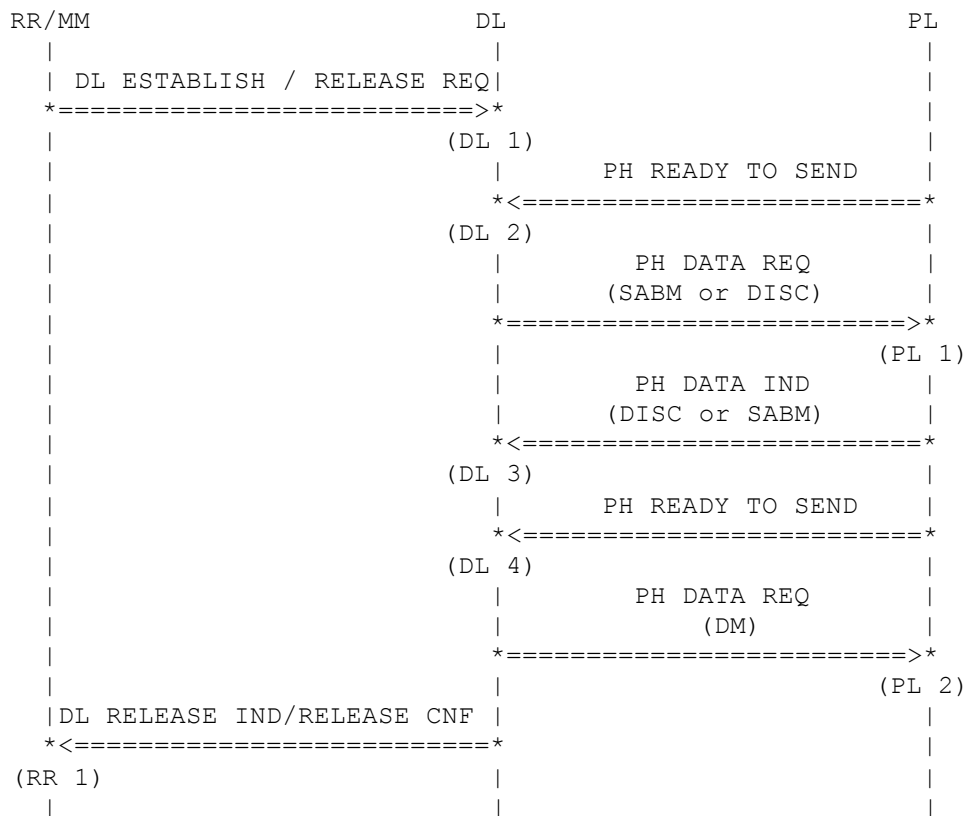 RR/MM DL PL
DL ESTABLISH / RELEASE REQ
(DL 1)
PH READY TO SEND
(DL 2)
PH DATA REQ
(SABM or DISC)
(PL 1)
PH DATA IND
(DISC or SABM)
(DL 3)
PH READY TO SEND
(DL 4)
PH DATA REQ
(DM)
(PL 2)
DL RELEASE IND/RELEASE CNF
(RR 1)